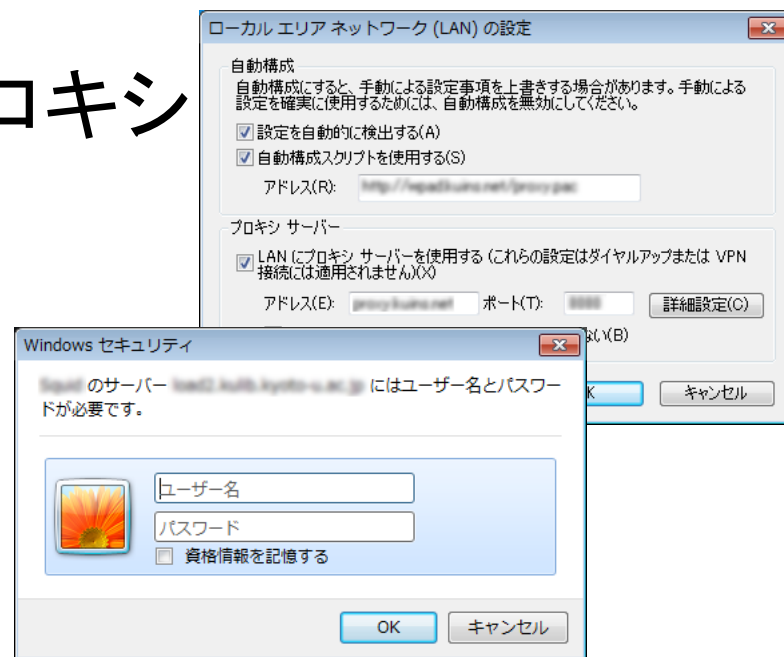 ロキシ
ローカル エリア ネットワーク (LAN) の設定
自動構成
自動構成にすると、手動による設定事項を上書きする場合があります。手動による
設定を確実に使用するためには、自動構成を無効にしてください。
設定を自動的に検出する(A)
自動構成スクリプトを使用する(S)
アドレス(R):
プロキシ サーバー
LAN にプロキシ サーバーを使用する (これらの設定はダイヤルアップまたは VPN
接続には適用されません)(X)
アドレス(E): ポート(T): 詳細設定(C)
ない(B)
K キャンセル
Windows セキュリティ
のサーバー にはユーザー名とパスワー
ドが必要です。
ユーザー名
パスワード
資格情報を記憶する
OK キャンセル